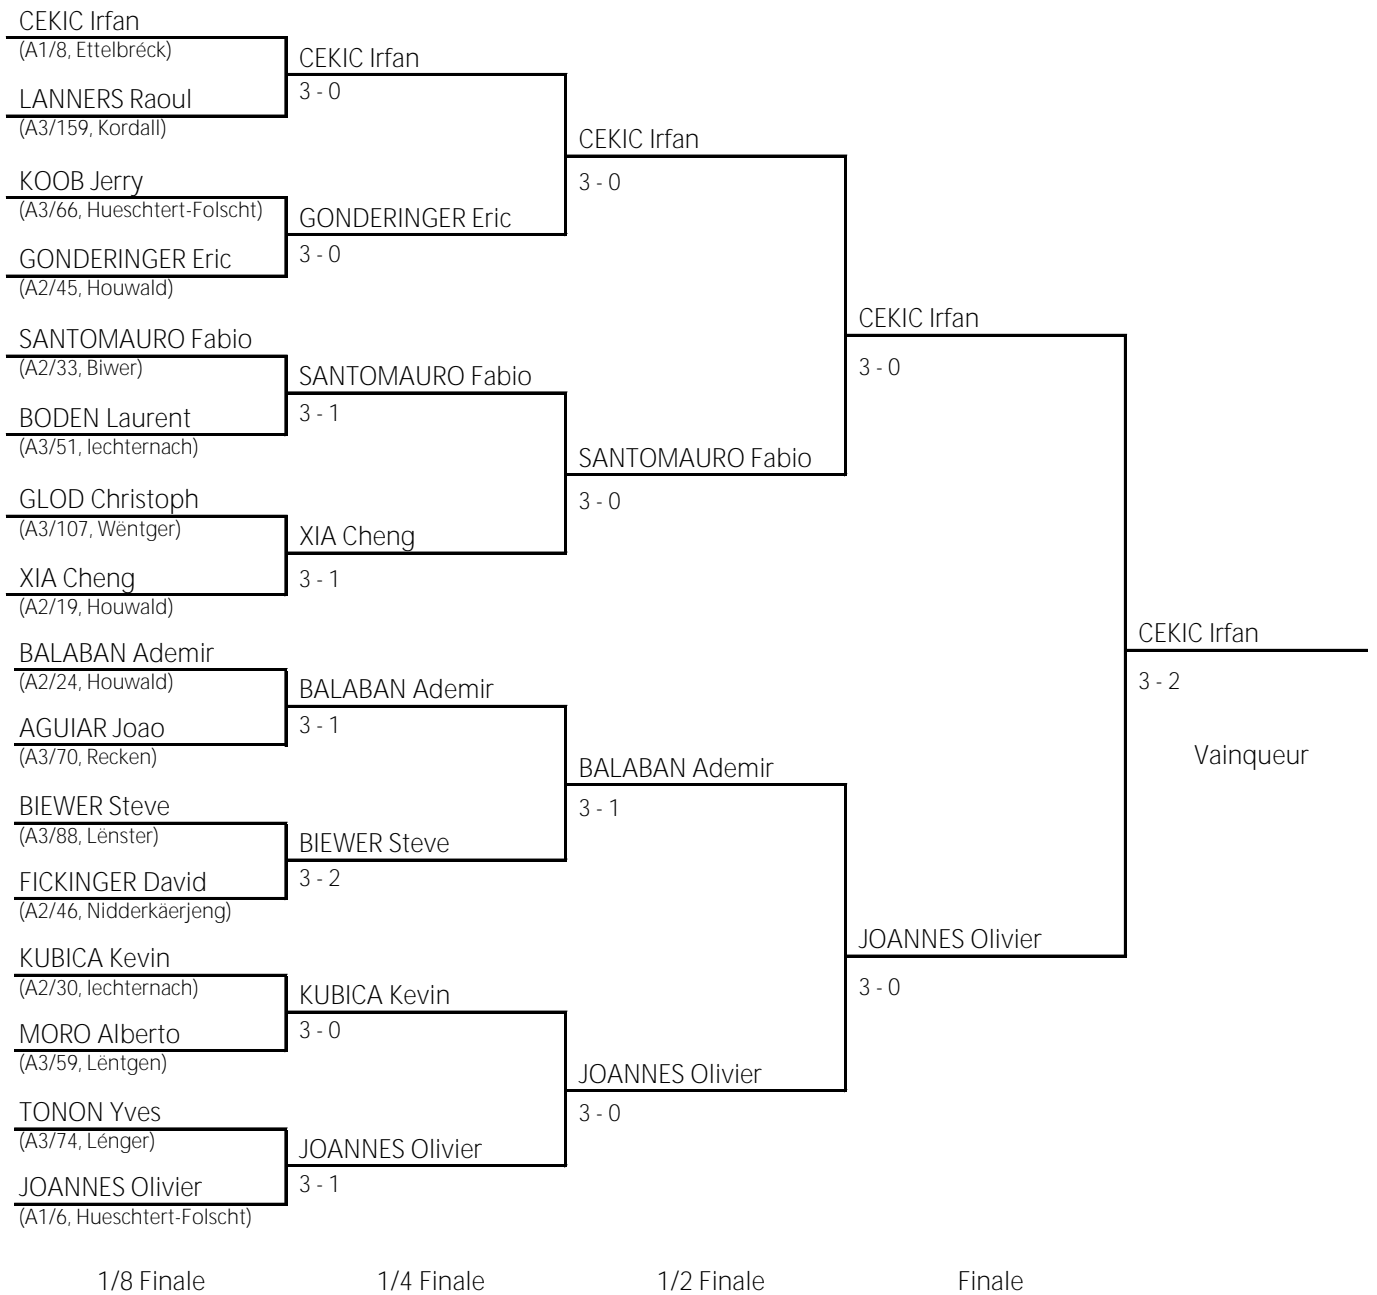 CEKIC Irfan
(A1/8, Ettelbréck)
CEKIC Irfan
3 - 0
LANNERS Raoul
(A3/159, Kordall)
CEKIC Irfan
3 - 0
KOOB Jerry
(A3/66, Hueschtert-Folscht)
GONDERINGER Eric
3 - 0
GONDERINGER Eric
(A2/45, Houwald)
CEKIC Irfan
3 - 0
SANTOMAURO Fabio
(A2/33, Biwer)
SANTOMAURO Fabio
3 - 1
BODEN Laurent
(A3/51, Iechternach)
SANTOMAURO Fabio
3 - 0
GLOD Christoph
(A3/107, Wëntger)
XIA Cheng
3 - 1
XIA Cheng
(A2/19, Houwald)
CEKIC Irfan
3 - 2
Vainqueur
BALABAN Ademir
(A2/24, Houwald)
BALABAN Ademir
3 - 1
AGUIAR Joao
(A3/70, Recken)
BALABAN Ademir
3 - 1
BIEWER Steve
(A3/88, Lënster)
BIEWER Steve
3 - 2
FICKINGER David
(A2/46, Nidderkäerjeng)
JOANNES Olivier
3 - 0
KUBICA Kevin
(A2/30, Iechternach)
KUBICA Kevin
3 - 0
MORO Alberto
(A3/59, Lëntgen)
JOANNES Olivier
3 - 0
TONON Yves
(A3/74, Lénger)
JOANNES Olivier
3 - 1
JOANNES Olivier
(A1/6, Hueschtert-Folscht)
1/8 Finale
1/4 Finale
1/2 Finale
Finale